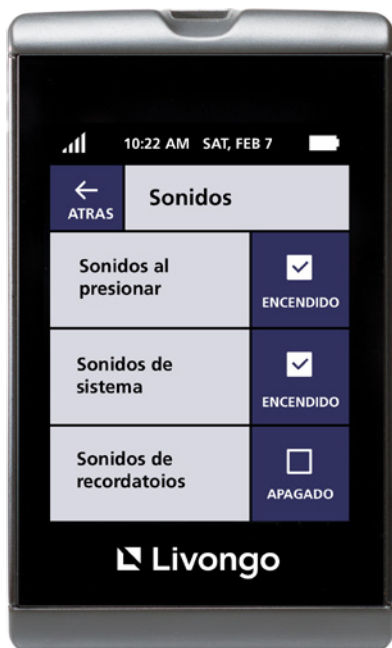 10:22 AM SAT, FEB 7
← ATRAS
Sonidos
Sonidos al
presionar
ENCENDIDO
Sonidos de
sistema
ENCENDIDO
Sonidos de
recordatoios
APAGADO
Livongo